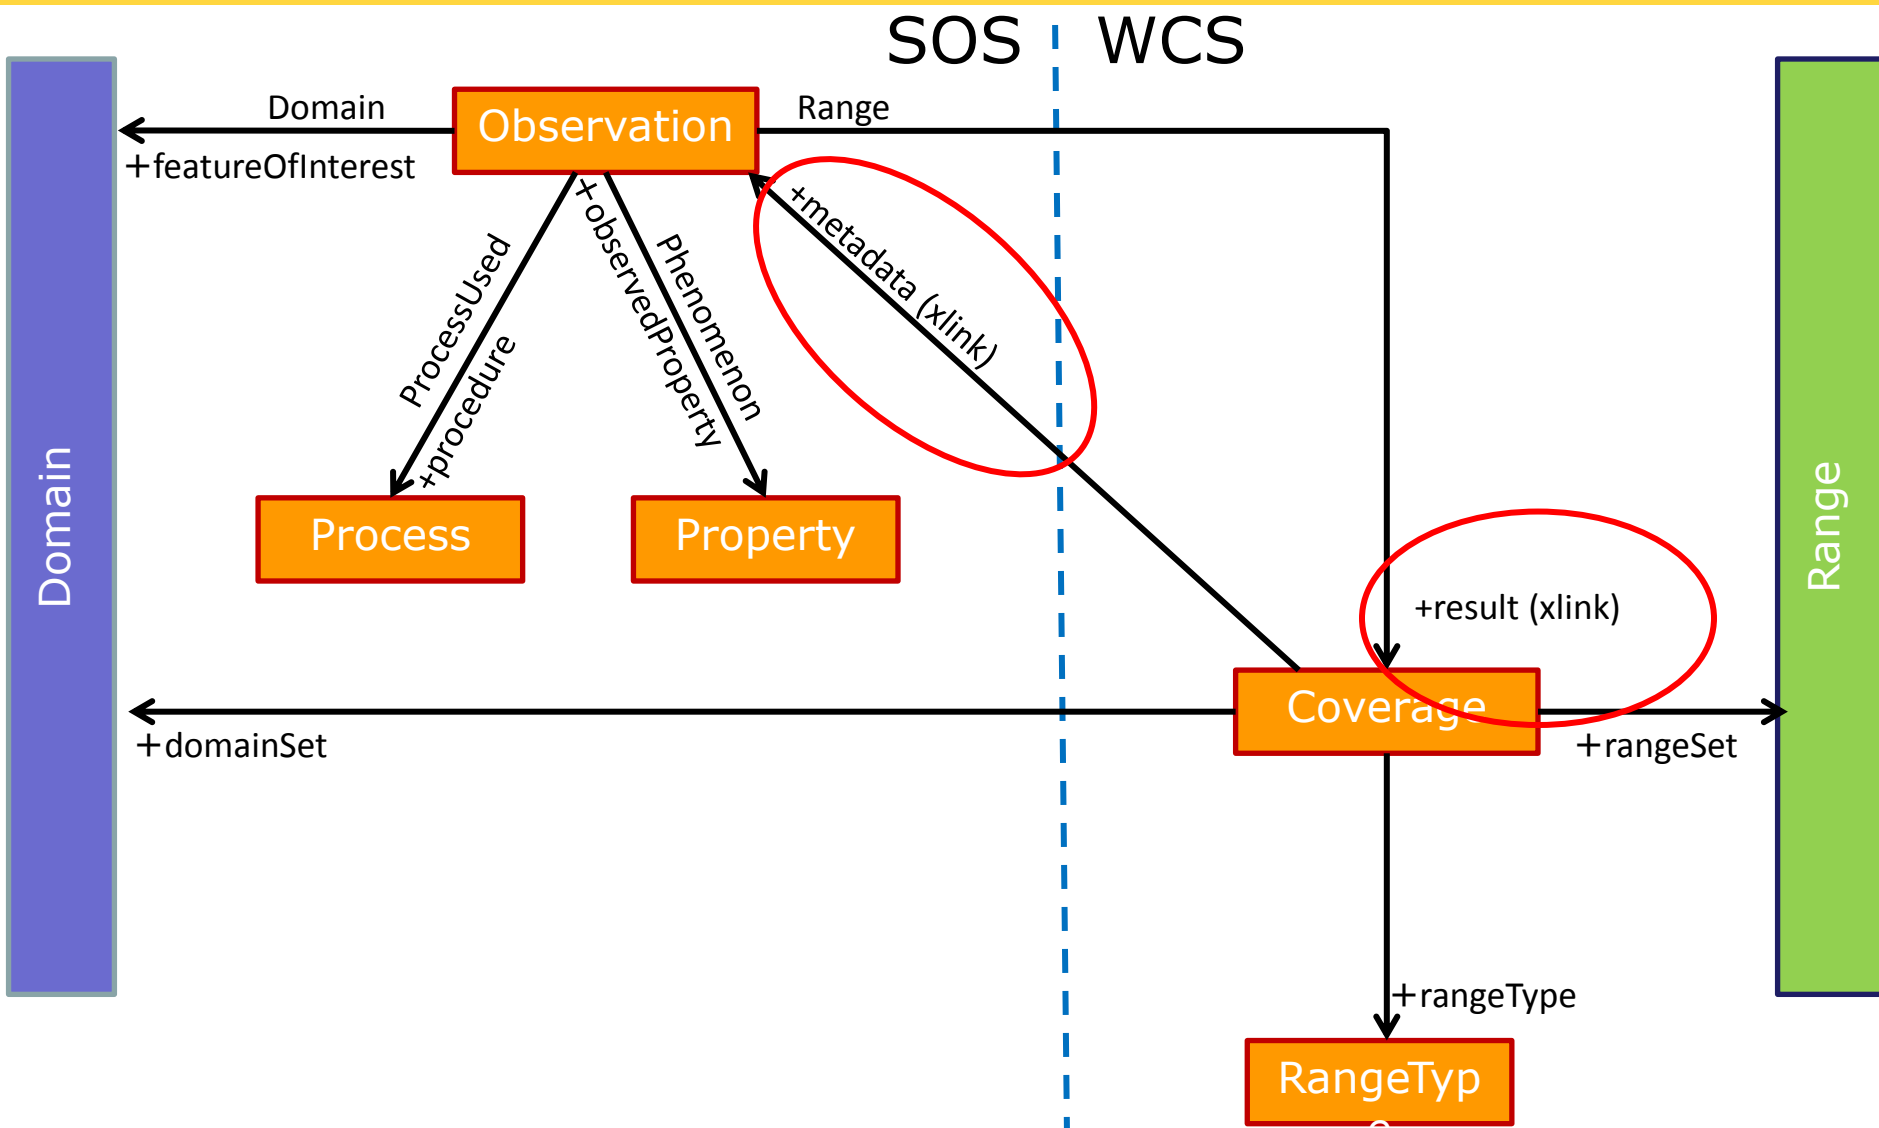 SOS WCS
Domain
Observation
Range
+featureOfInterest
+metadata (xlink)
ProcessUsed
+procedure
+observedProperty
Phenomenon
Domain
Range
Process
Property
+result (xlink)
Coverage
+domainSet
+rangeSet
+rangeType
RangeTyp
e